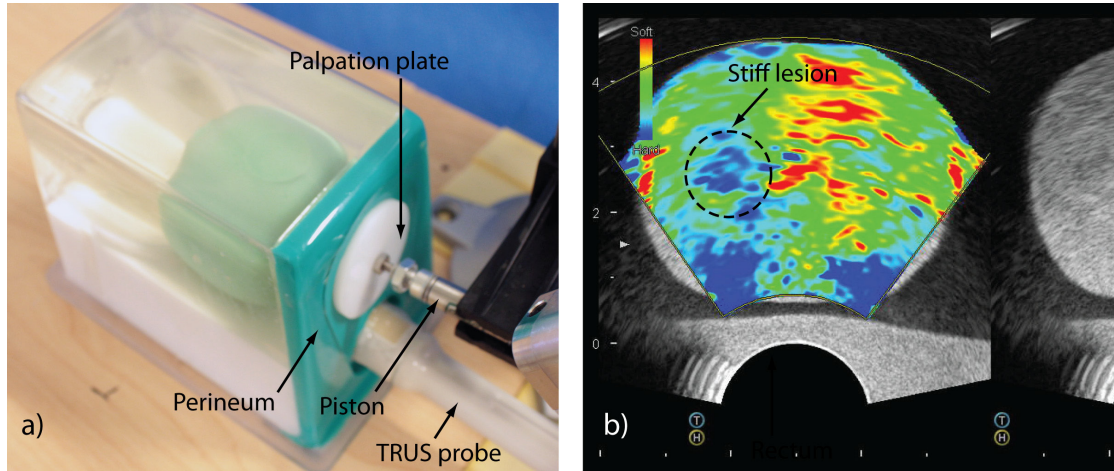 Palpation plate
Perineum
Piston
TRUS probe
a)
Soft
Hard
Stiff lesion
4
2
0
T
H
T
H
Rectum
b)